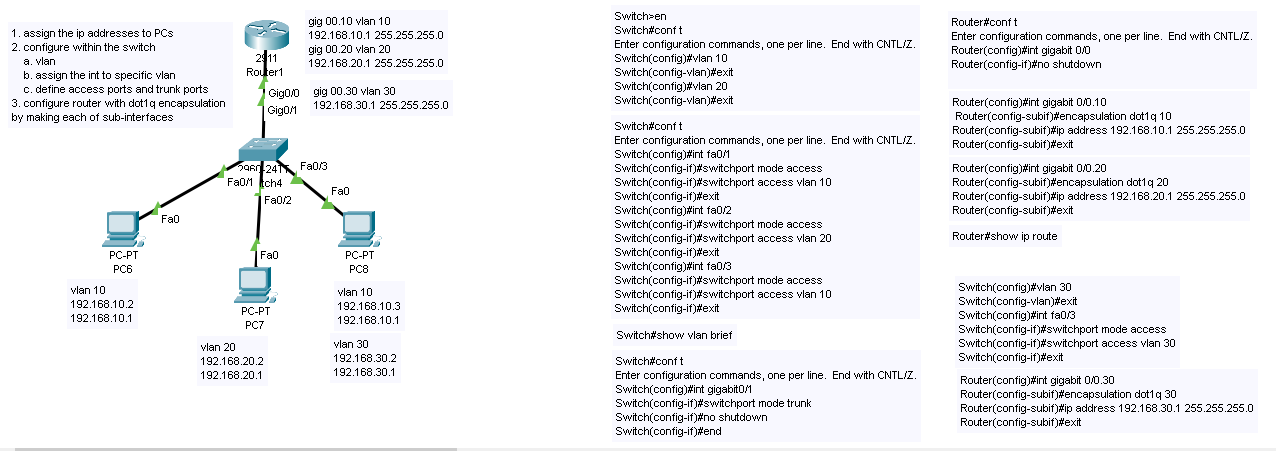 1. assign the ip addresses to PCs
2. configure within the switch
a. vlan
b. assign the int to specific vlan
c. define access ports and trunk ports
3. configure router with dot1q encapsulation
by making each of sub-interfaces
gig 00.10 vlan 10
192.168.10.1 255.255.255.0
gig 00.20 vlan 20
192.168.20.1 255.255.255.0
gig 00.30 vlan 30
192.168.30.1 255.255.255.0
2911
Router1
Gig0/0
Gig0/1
Fa0/3
Fa0/1
Fa0/2
Fa0
Fa0
Fa0
PC-PT
PC6
PC-PT
PC7
PC-PT
PC8
vlan 10
192.168.10.2
192.168.10.1
vlan 20
192.168.20.2
192.168.20.1
vlan 10
192.168.10.3
192.168.10.1
vlan 30
192.168.30.2
192.168.30.1
Switch>en
Switch#conf t
Enter configuration commands, one per line. End with CNTL/Z.
Switch(config)#vlan 10
Switch(config-vlan)#exit
Switch(config)#vlan 20
Switch(config-vlan)#exit
Switch#conf t
Enter configuration commands, one per line. End with CNTL/Z.
Switch(config)#int fa0/1
Switch(config-if)#switchport mode access
Switch(config-if)#switchport access vlan 10
Switch(config-if)#exit
Switch(config)#int fa0/2
Switch(config-if)#switchport mode access
Switch(config-if)#switchport access vlan 20
Switch(config-if)#exit
Switch(config)#int fa0/3
Switch(config-if)#switchport mode access
Switch(config-if)#switchport access vlan 10
Switch(config-if)#exit
Switch#show vlan brief
Switch#conf t
Enter configuration commands, one per line. End with CNTL/Z.
Switch(config)#int gigabit0/1
Switch(config-if)#switchport mode trunk
Switch(config-if)#no shutdown
Switch(config-if)#end
Router#conf t
Enter configuration commands, one per line. End with CNTL/Z.
Router(config)#int gigabit 0/0
Router(config-if)#no shutdown
Router(config)#int gigabit 0/0.10
Router(config-subif)#encapsulation dot1q 10
Router(config-subif)#ip address 192.168.10.1 255.255.255.0
Router(config-subif)#exit
Router(config)#int gigabit 0/0.20
Router(config-subif)#encapsulation dot1q 20
Router(config-subif)#ip address 192.168.20.1 255.255.255.0
Router(config-subif)#exit
Router#show ip route
Switch(config)#vlan 30
Switch(config-vlan)#exit
Switch(config)#int fa0/3
Switch(config-if)#switchport mode access
Switch(config-if)#switchport access vlan 30
Switch(config-if)#exit
Router(config)#int gigabit 0/0.30
Router(config-subif)#encapsulation dot1q 30
Router(config-subif)#ip address 192.168.30.1 255.255.255.0
Router(config-subif)#exit